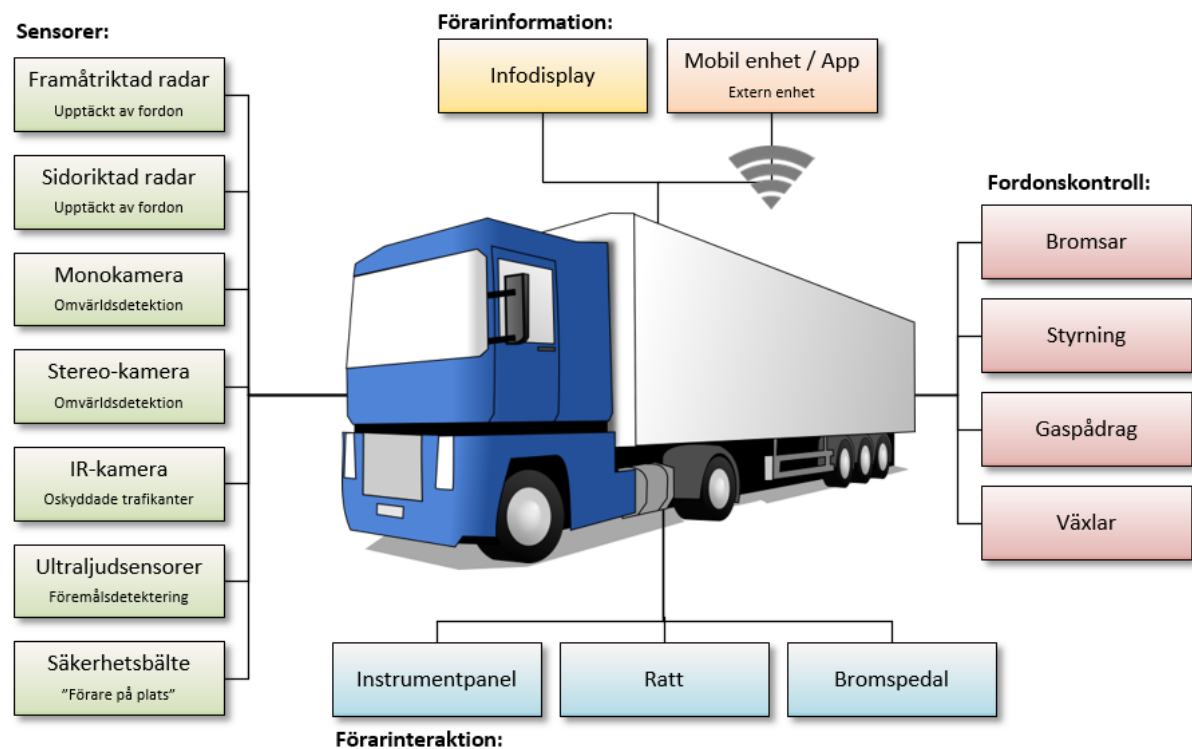 Sensorer:
Framåtriktad radar
Upptäckt av fordon
Sidoriktad radar
Upptäckt av fordon
Monokamera
Omvärldsdetektion
Stereo-kamera
Omvärldsdetektion
IR-kamera
Oskyddade trafikanter
Ultraljudsensorer
Föremålsdetektering
Säkerhetsbälte
”Förare på plats”
Förarinformation:
Infodisplay
Mobil enhet / App
Extern enhet
Fordonskontroll:
Bromsar
Styrning
Gaspådrag
Växlar
Instrumentpanel
Ratt
Bromspedal
Förarinteraktion: